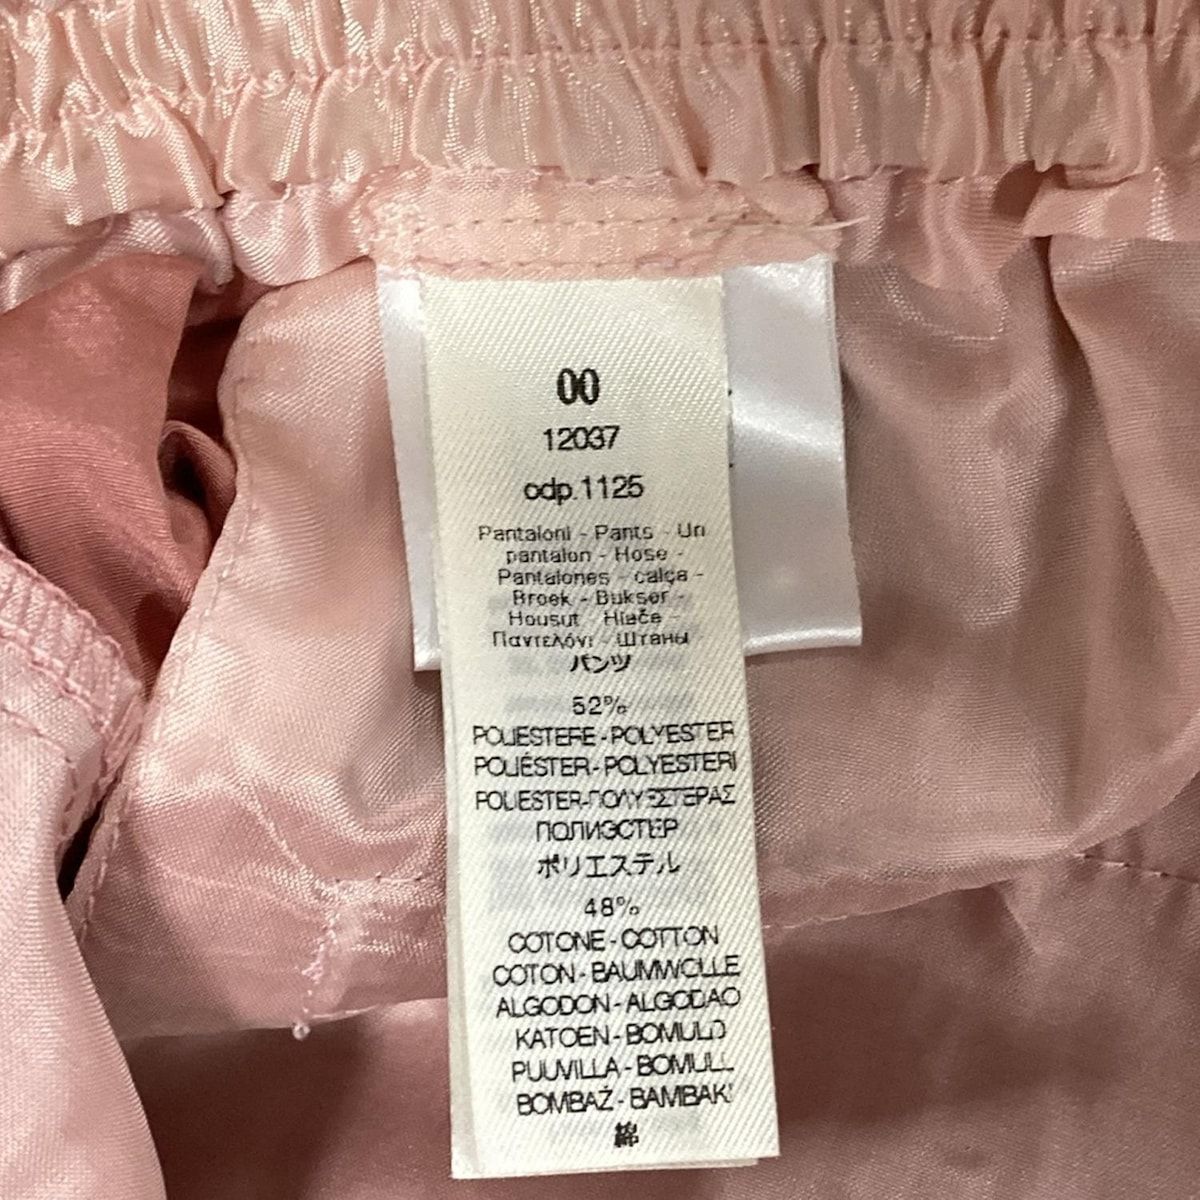 00
12037
cdp.1125
Pantaloni - Pants - Un
pantalon - Hose -
Pantalones - calça -
Broek - Bukser -
Housut - Hlače -
Παντελόνι - Штаны
パンツ
52%
POLIESTERE - POLYESTER
POLIÉSTER - POLYESTERI
POLIESTER-ΠΟΛΥΕΣΤΕΡΑΣ
ПОЛИЭСТЕР
ポリエステル
48%
COTONE - COTTON
COTON - BAUMWOLLE
ALGODON - ALGODAO
KATOEN - BOMULD
PUUVILLA - BOMULL
BOMBAŽ - BAMBAKI
綿